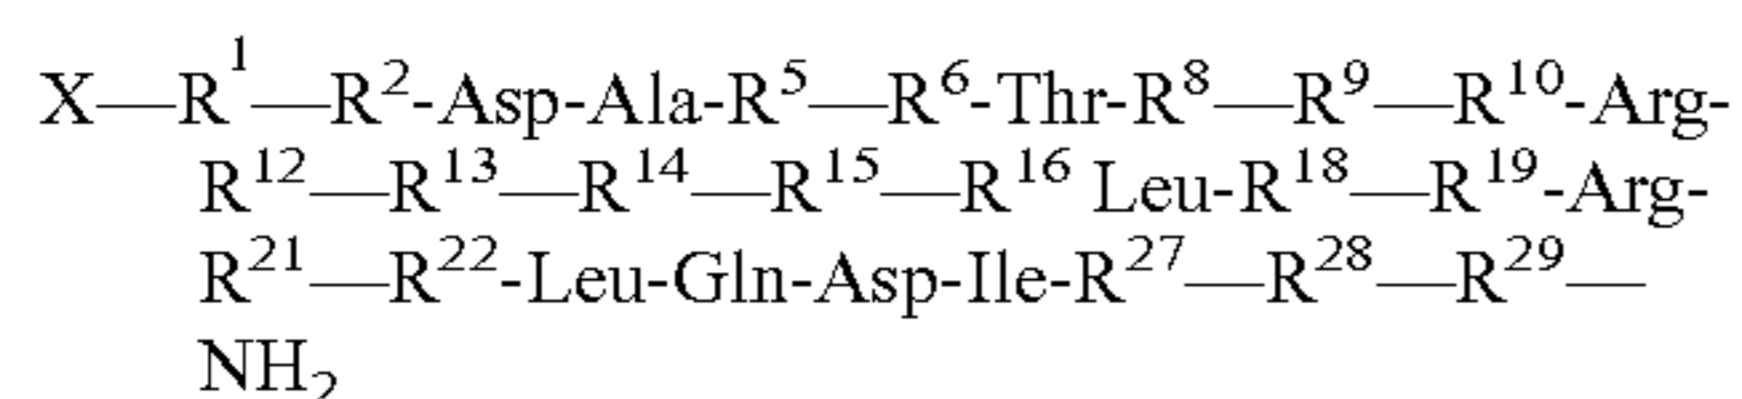 X—R¹—R²-Asp-Ala-R⁵—R⁶-Thr-R⁸—R⁹—R¹⁰-Arg-
R¹²—R¹³—R¹⁴—R¹⁵—R¹⁶ Leu-R¹⁸—R¹⁹-Arg-
R²¹—R²²-Leu-Gln-Asp-Ile-R²⁷—R²⁸—R²⁹—
NH₂